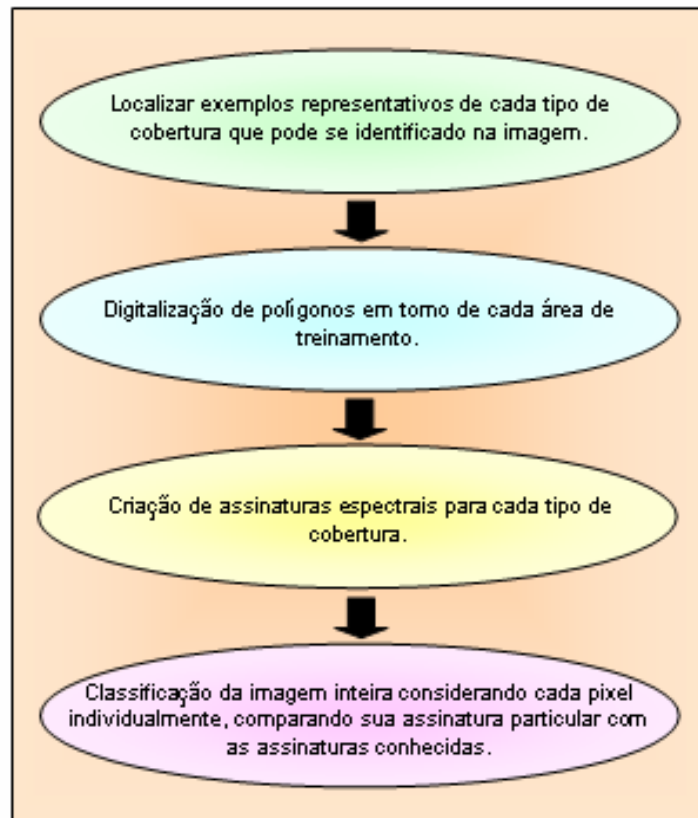 Localizar exemplos representativos de cada tipo de
cobertura que pode se identificado na imagem.
Digitalização de polígonos em torno de cada área de
treinamento.
Criação de assinaturas espectrais para cada tipo de
cobertura.
Classificação da imagem inteira considerando cada pixel
individualmente, comparando sua assinatura particular com
as assinaturas conhecidas.